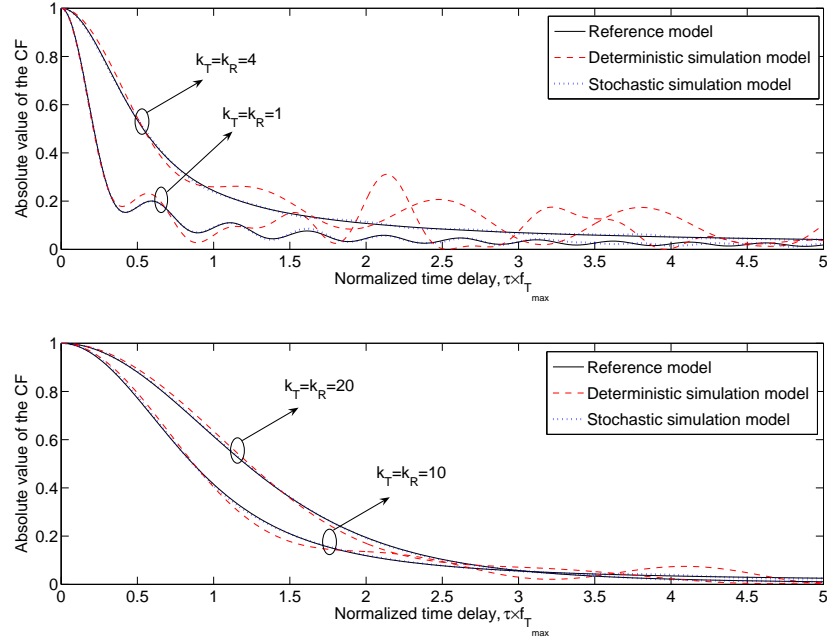 1
0.8
0.6
0.4
0.2
0
Absolute value of the CF
k_T=k_R=4
k_T=k_R=1
Reference model
Deterministic simulation model
Stochastic simulation model
0 0.5 1 1.5 2 2.5 3 3.5 4 4.5 5
Normalized time delay, τ×f_T_max
1
0.8
0.6
0.4
0.2
0
Absolute value of the CF
k_T=k_R=20
k_T=k_R=10
Reference model
Deterministic simulation model
Stochastic simulation model
0 0.5 1 1.5 2 2.5 3 3.5 4 4.5 5
Normalized time delay, τ×f_T_max